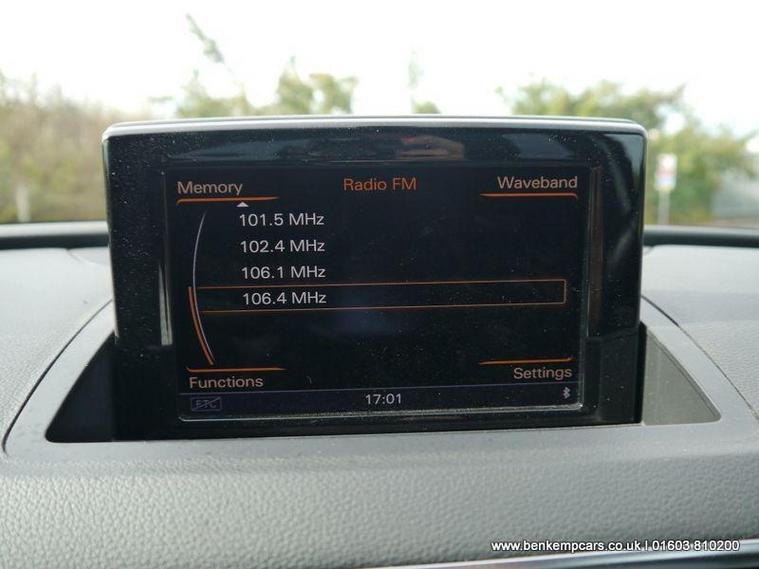 Memory
Radio FM
Waveband
101.5 MHz
102.4 MHz
106.1 MHz
106.4 MHz
Functions
Settings
ETC
17:01
www.benkempcars.co.uk | 01603 810200